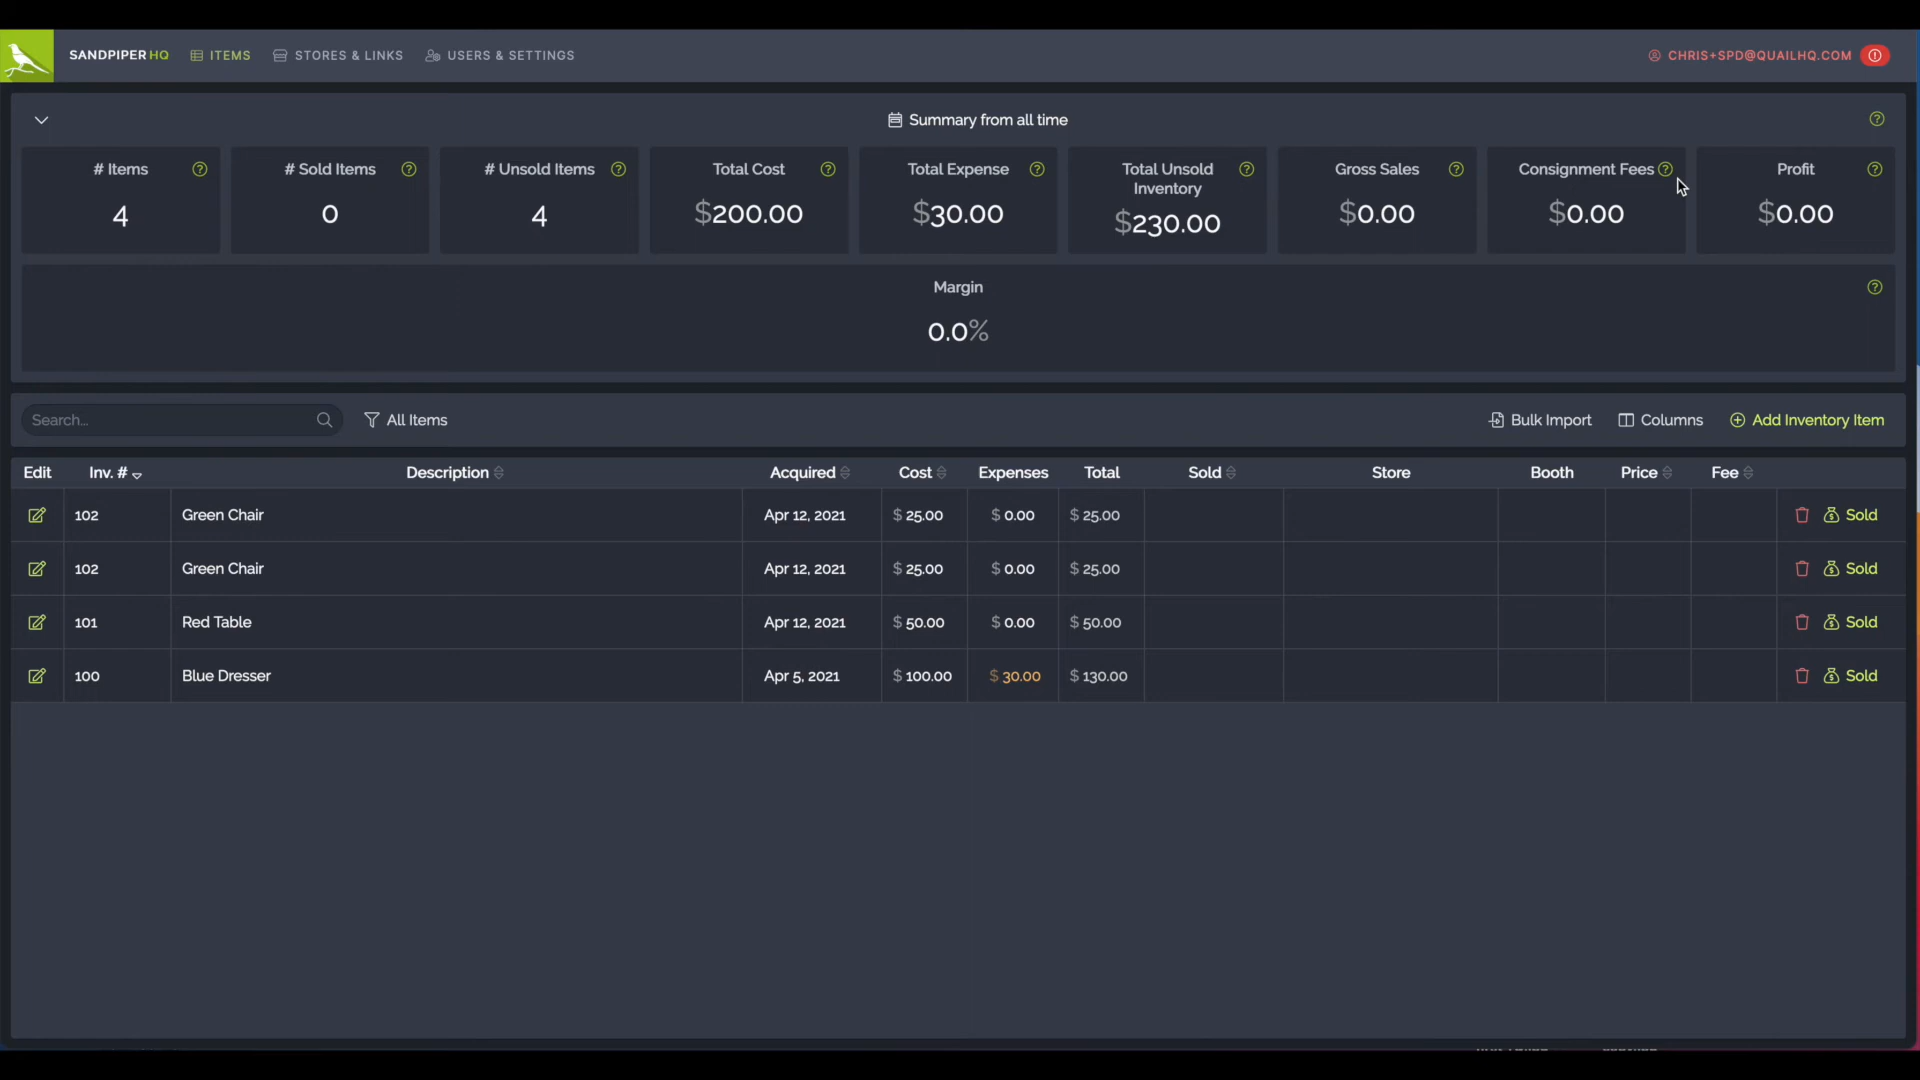 SANDPIPER HQ ITEMS STORES & LINKS USERS & SETTINGS CHRIS+SPD@QUAILHQ.COM
Summary from all time
# Items # Sold Items # Unsold Items Total Cost Total Expense Total Unsold Inventory Gross Sales Consignment Fees Profit
4 0 4 $200.00 $30.00 $230.00 $0.00 $0.00 $0.00
Margin
0.0%
Search... All Items Bulk Import Columns Add Inventory Item
Edit Inv. # Description Acquired Cost Expenses Total Sold Store Booth Price Fee
102 Green Chair Apr 12, 2021 $ 25.00 $ 0.00 $ 25.00 Sold
102 Green Chair Apr 12, 2021 $ 25.00 $ 0.00 $ 25.00 Sold
101 Red Table Apr 12, 2021 $ 50.00 $ 0.00 $ 50.00 Sold
100 Blue Dresser Apr 5, 2021 $ 100.00 $ 30.00 $ 130.00 Sold